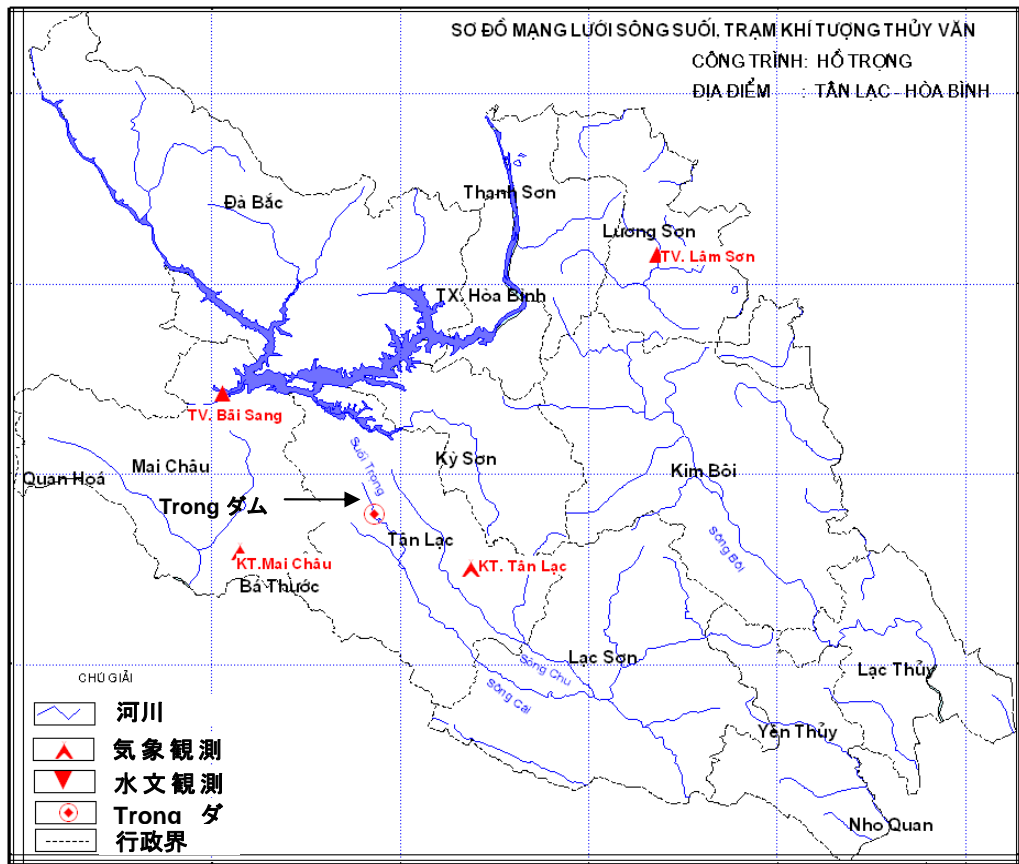 SƠ ĐỒ MẠNG LƯỚI SÔNG SUỐI, TRẠM KHÍ TƯỢNG THỦY VĂN
CÔNG TRÌNH: HỒ TRỌNG
ĐỊA ĐIỂM : TÂN LẠC - HÒA BÌNH
Thanh Sơn
Đà Bắc
Lương Sơn
TV. Lâm Sơn
TX. Hòa Bình
TV. Bãi Sang
Suối Trọng
Kỳ Sơn
Mai Châu
Kim Bôi
Quan Hoá
Trong ダム
Tân Lạc
Sông Bôi
KT.Mai Châu
KT. Tân Lạc
Bá Thước
Lạc Sơn
Sông Chu
Lạc Thủy
Sông Cái
Yên Thủy
Nho Quan
CHÚ GIẢI
河川
気象観測
水文観測
Trong ダ
行政界